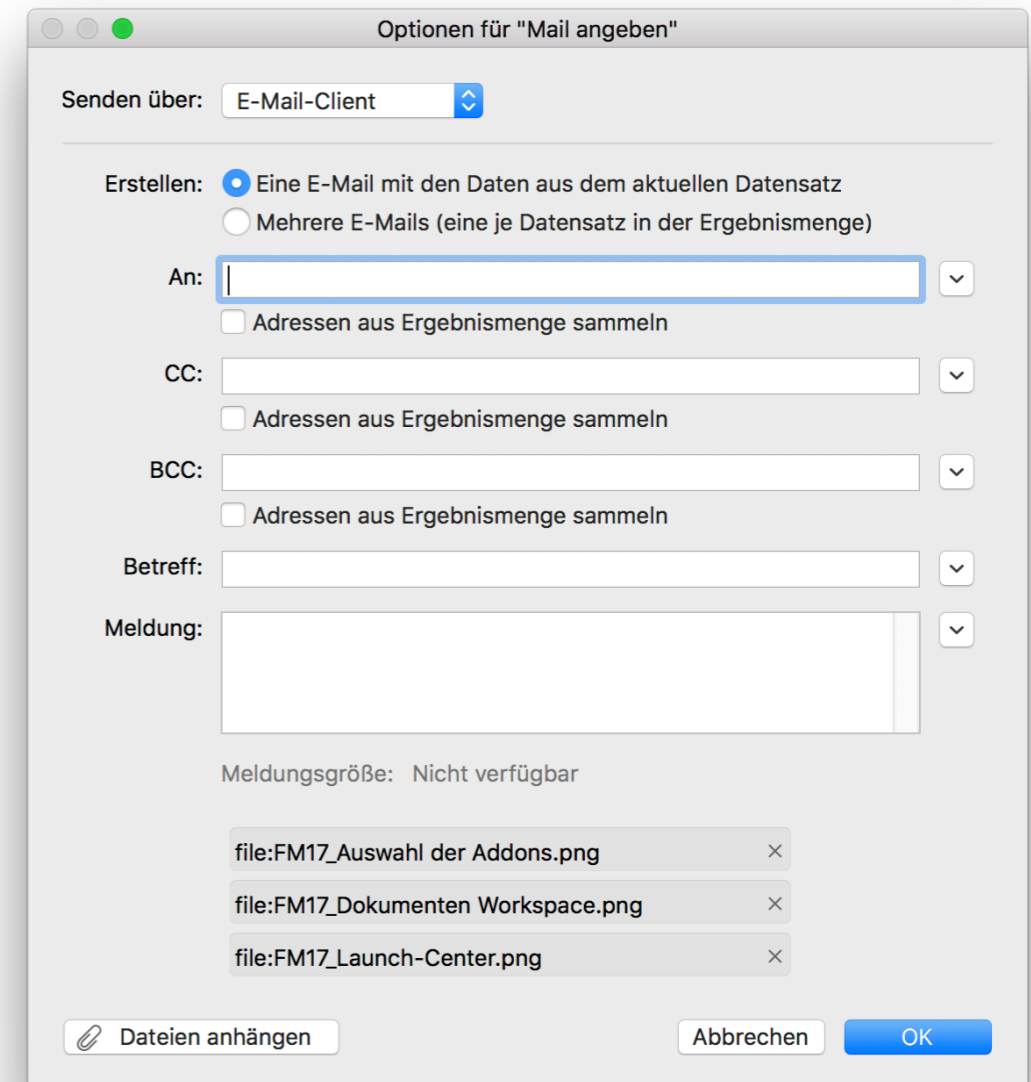 Optionen für "Mail angeben"
Senden über: E-Mail-Client
Erstellen: Eine E-Mail mit den Daten aus dem aktuellen Datensatz
Mehrere E-Mails (eine je Datensatz in der Ergebnismenge)
An:
Adressen aus Ergebnismenge sammeln
CC:
Adressen aus Ergebnismenge sammeln
BCC:
Adressen aus Ergebnismenge sammeln
Betreff:
Meldung:
Meldungsgröße: Nicht verfügbar
file:FM17_Auswahl der Addons.png
file:FM17_Dokumenten Workspace.png
file:FM17_Launch-Center.png
Dateien anhängen Abbrechen OK